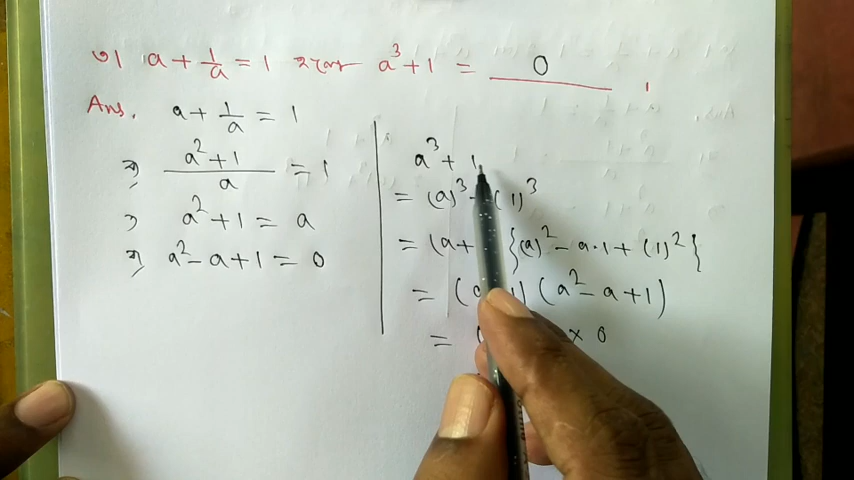 ৩। a + 1/a = 1 হলে a³ + 1 = 0 ।
Ans. a + 1/a = 1
বা, (a² + 1)/a = 1
বা, a² + 1 = a
বা, a² - a + 1 = 0
a³ + 1
= (a)³ + (1)³
= (a + {(a)² - a·1 + (1)²}
= (a 1) (a² - a + 1)
= × 0